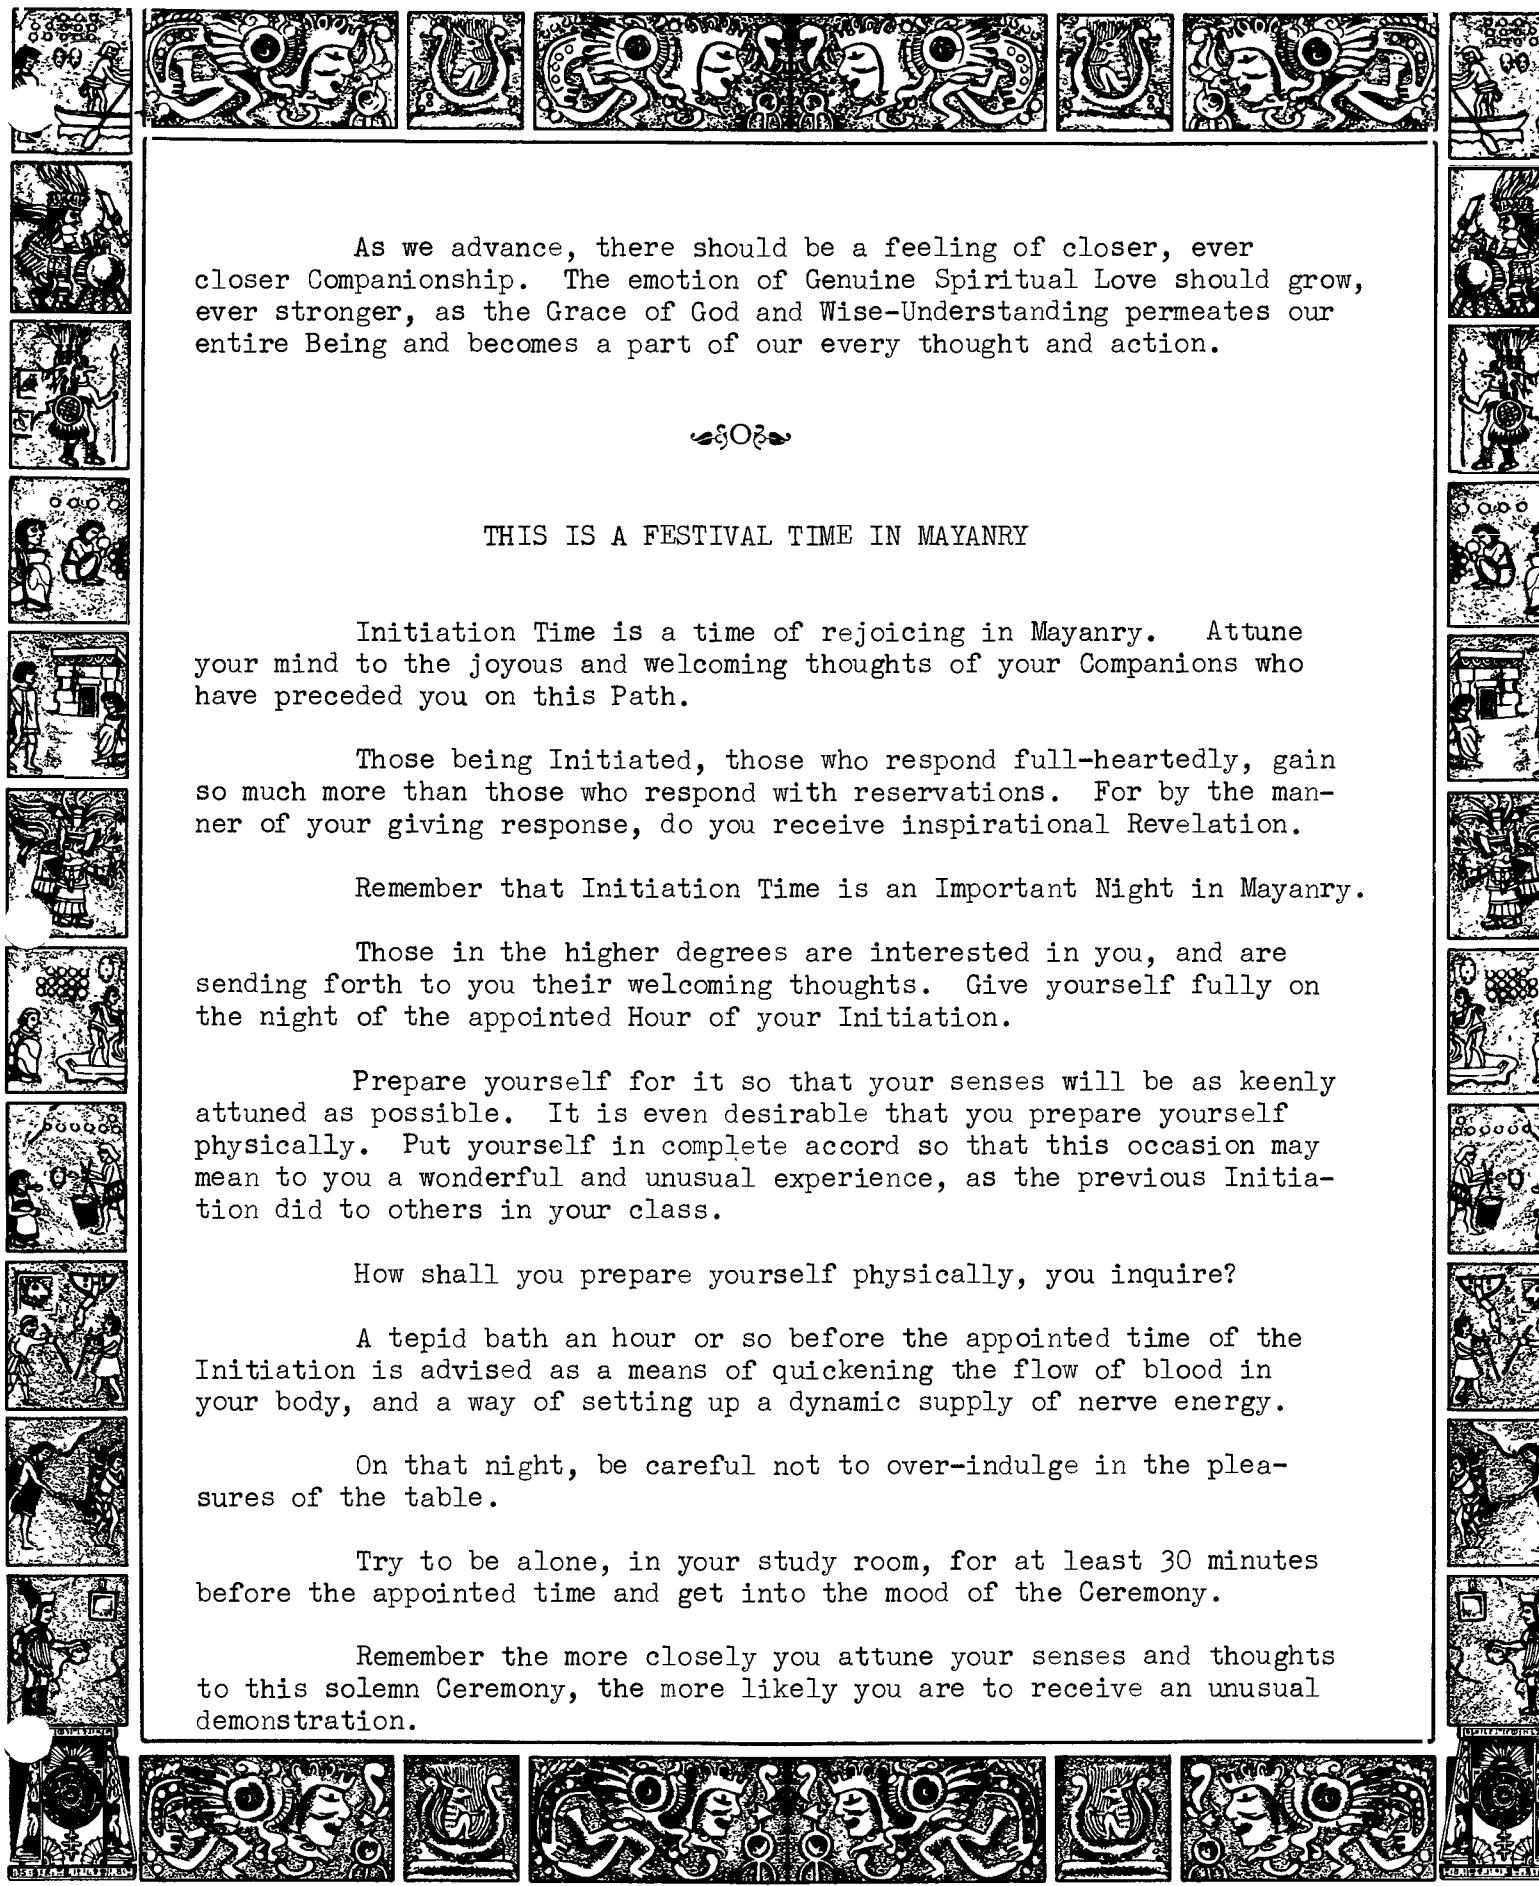 As we advance, there should be a feeling of closer, ever
closer Companionship. The emotion of Genuine Spiritual Love should grow,
ever stronger, as the Grace of God and Wise-Understanding permeates our
entire Being and becomes a part of our every thought and action.
THIS IS A FESTIVAL TIME IN MAYANRY
Initiation Time is a time of rejoicing in Mayanry. Attune
your mind to the joyous and welcoming thoughts of your Companions who
have preceded you on this Path.
Those being Initiated, those who respond full-heartedly, gain
so much more than those who respond with reservations. For by the man-
ner of your giving response, do you receive inspirational Revelation.
Remember that Initiation Time is an Important Night in Mayanry.
Those in the higher degrees are interested in you, and are
sending forth to you their welcoming thoughts. Give yourself fully on
the night of the appointed Hour of your Initiation.
Prepare yourself for it so that your senses will be as keenly
attuned as possible. It is even desirable that you prepare yourself
physically. Put yourself in complete accord so that this occasion may
mean to you a wonderful and unusual experience, as the previous Initia-
tion did to others in your class.
How shall you prepare yourself physically, you inquire?
A tepid bath an hour or so before the appointed time of the
Initiation is advised as a means of quickening the flow of blood in
your body, and a way of setting up a dynamic supply of nerve energy.
On that night, be careful not to over-indulge in the plea-
sures of the table.
Try to be alone, in your study room, for at least 30 minutes
before the appointed time and get into the mood of the Ceremony.
Remember the more closely you attune your senses and thoughts
to this solemn Ceremony, the more likely you are to receive an unusual
demonstration.